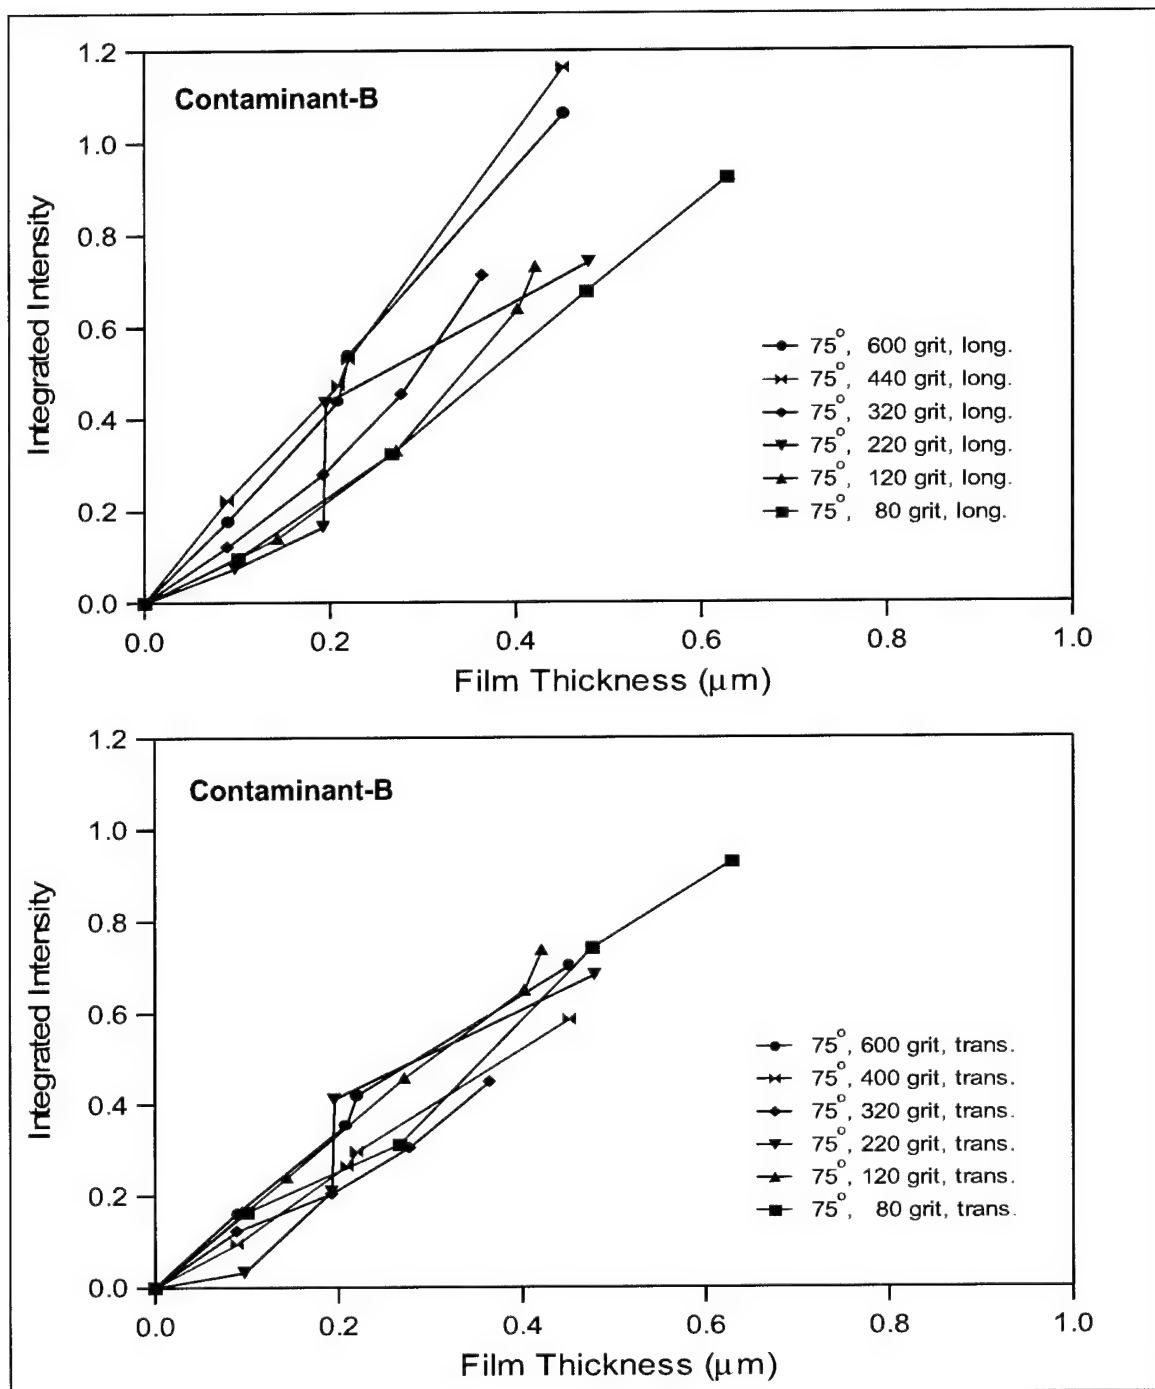 1.2
Contaminant-B
1.0
0.8
0.6
0.4
0.2
0.0
Integrated Intensity
75°, 600 grit, long.
75°, 440 grit, long.
75°, 320 grit, long.
75°, 220 grit, long.
75°, 120 grit, long.
75°, 80 grit, long.
0.0 0.2 0.4 0.6 0.8 1.0
Film Thickness (μm)
1.2
Contaminant-B
1.0
0.8
0.6
0.4
0.2
0.0
Integrated Intensity
75°, 600 grit, trans.
75°, 400 grit, trans.
75°, 320 grit, trans.
75°, 220 grit, trans.
75°, 120 grit, trans.
75°, 80 grit, trans.
0.0 0.2 0.4 0.6 0.8 1.0
Film Thickness (μm)